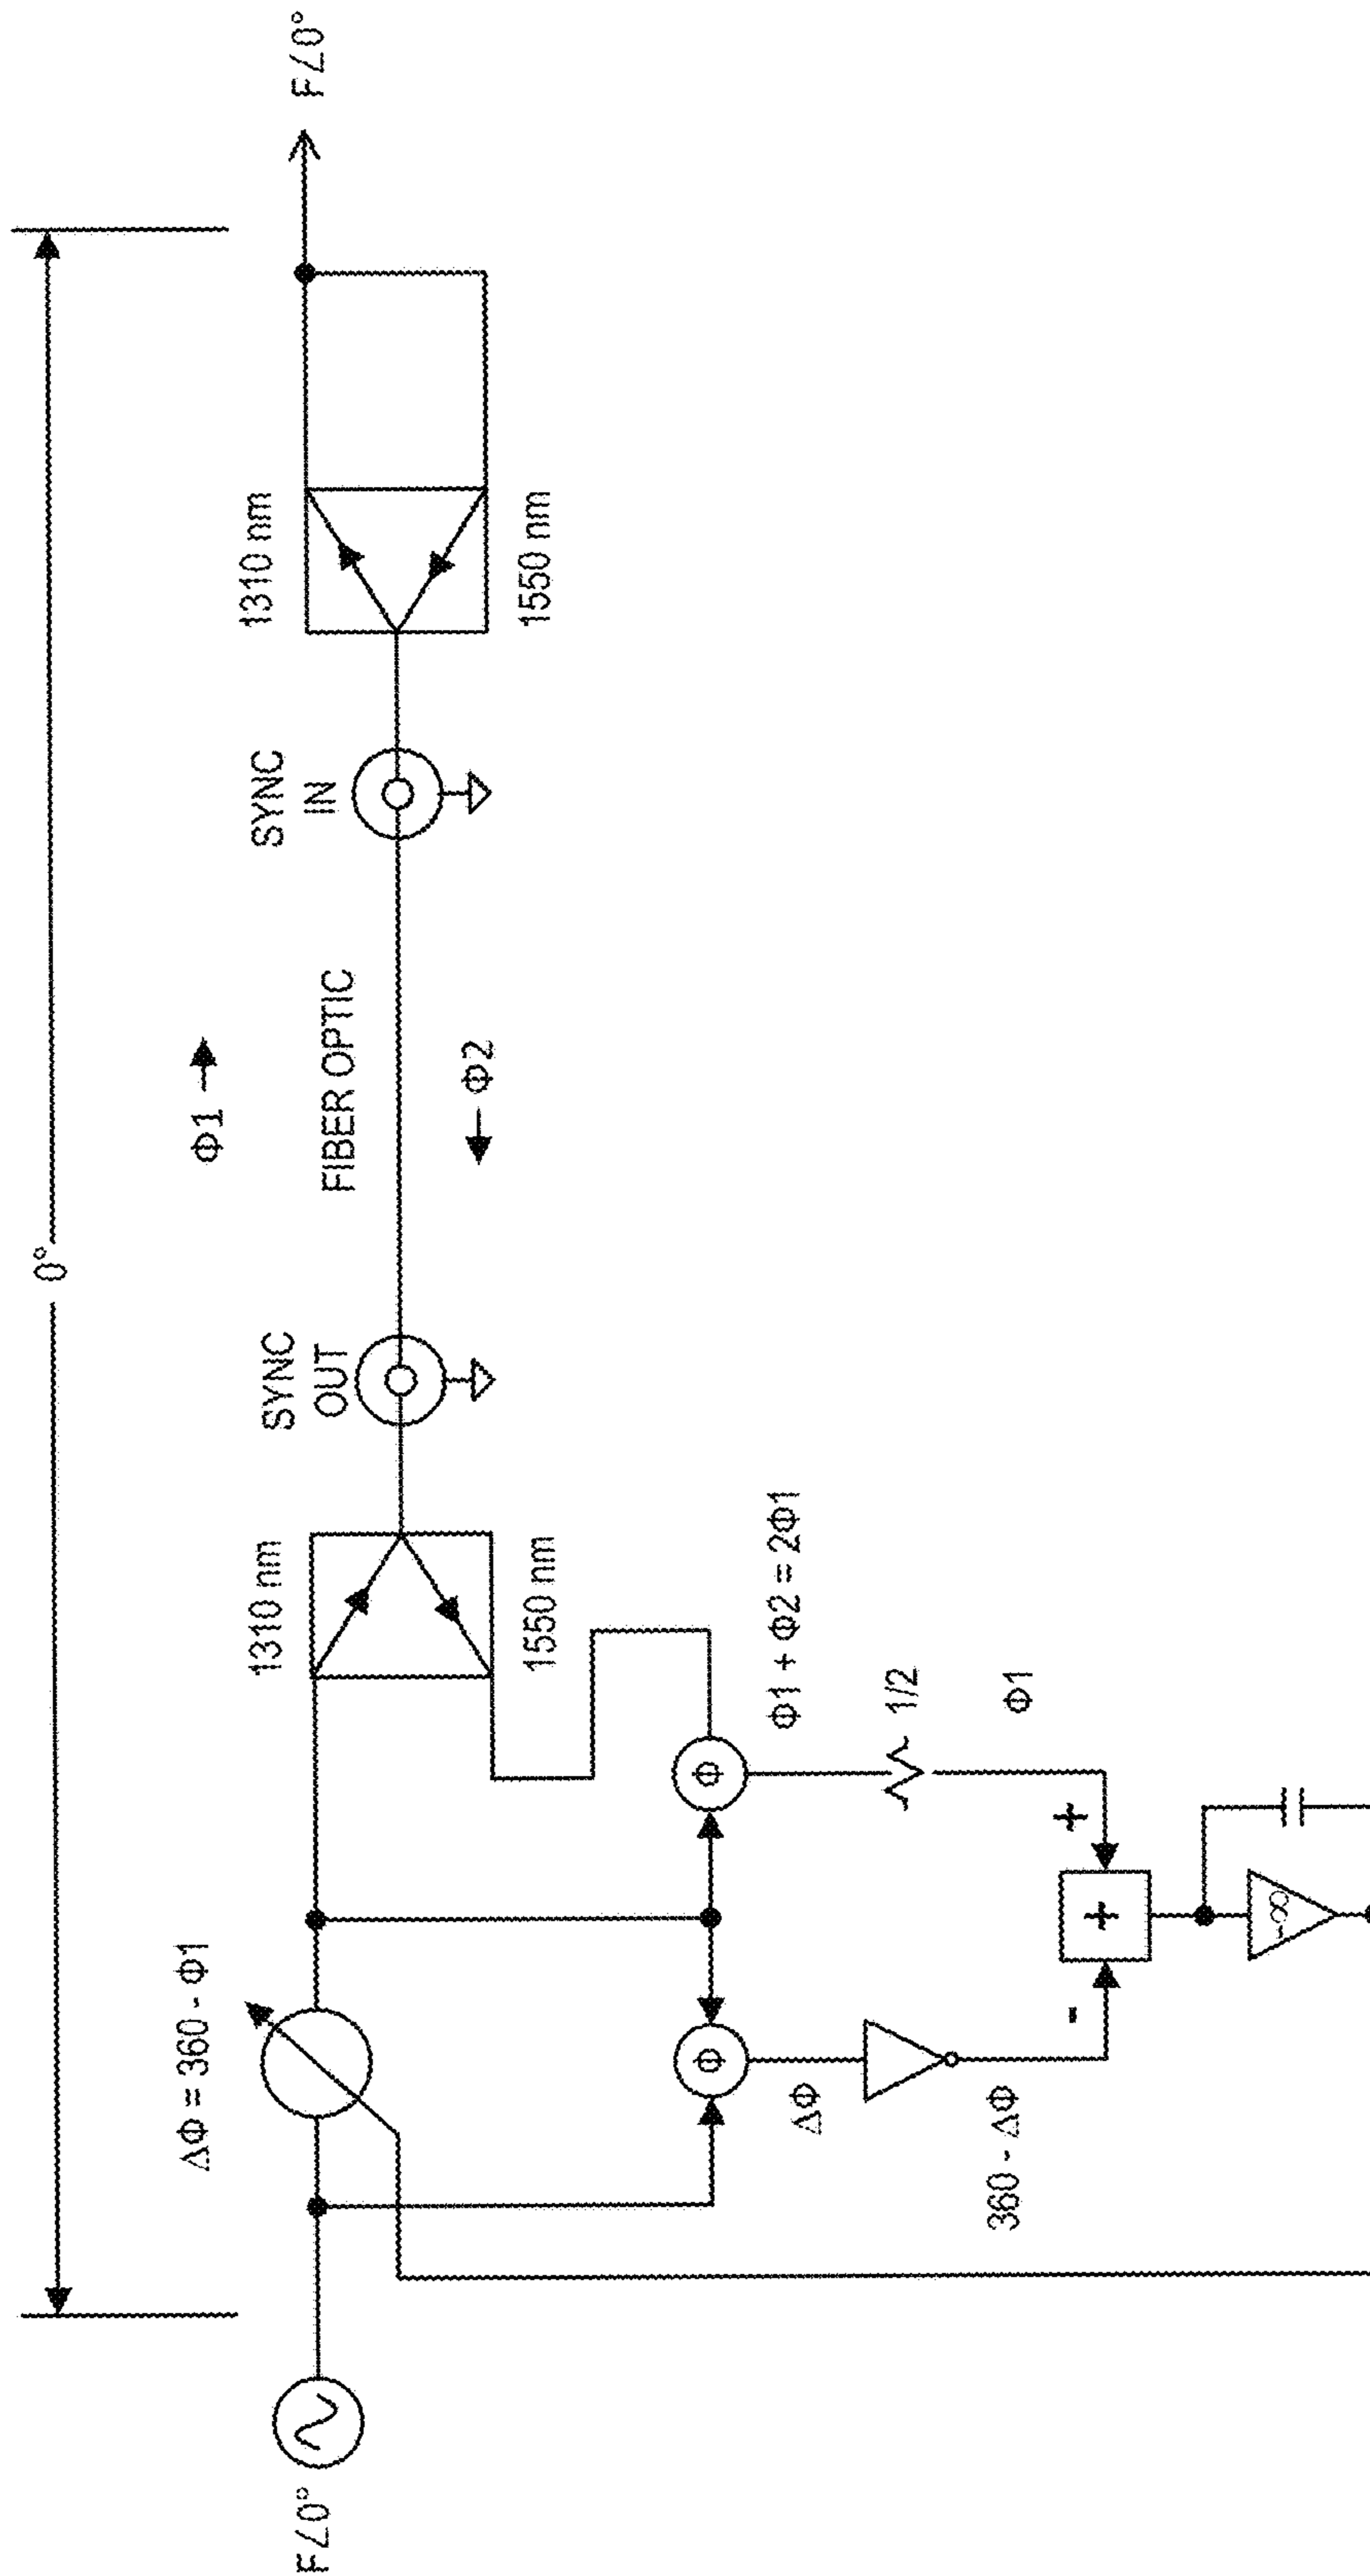 0°
Φ1
ΔΦ = 360 - Φ1
1310 nm
SYNC
OUT
FIBER OPTIC
SYNC
IN
1310 nm
F∠0°
F∠0°
Φ2
1550 nm
1550 nm
Φ
Φ
ΔΦ
Φ1 + Φ2 = 2Φ1
1/2
360 - ΔΦ
Φ1
-
+
+
-∞